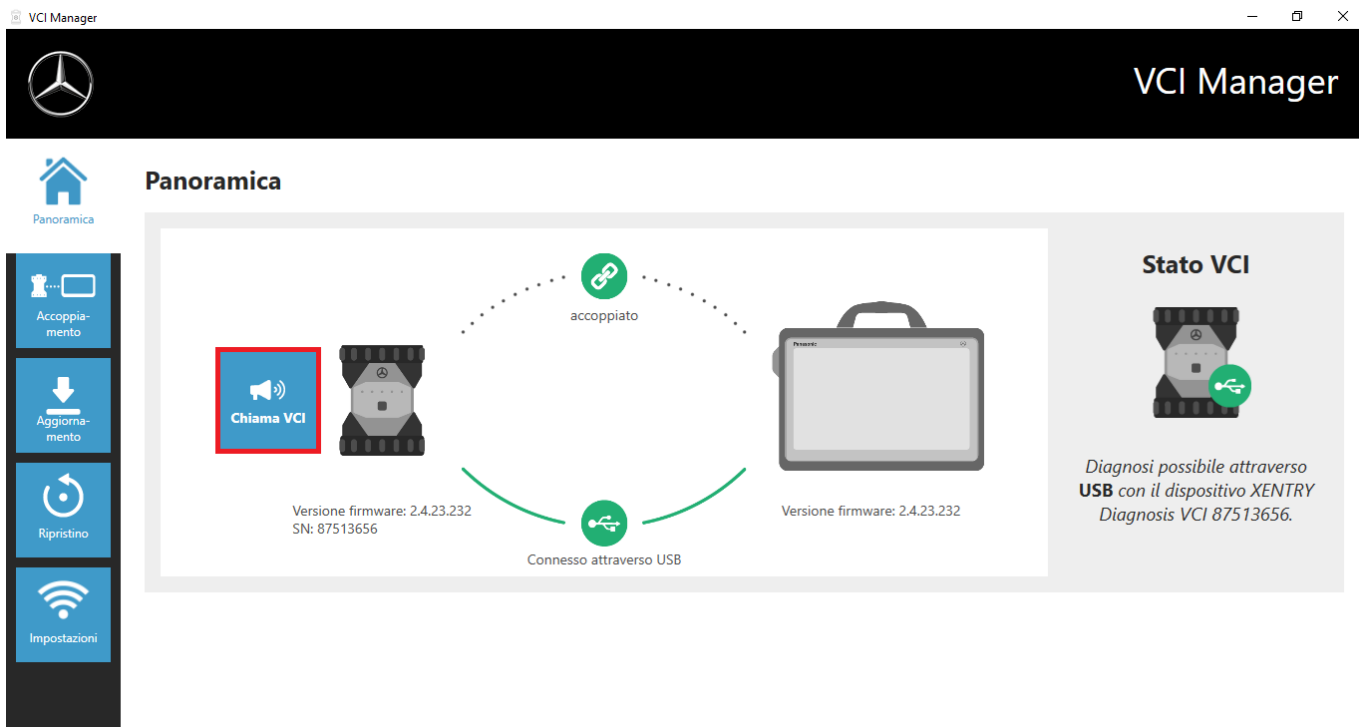 VCI Manager
VCI Manager
Panoramica
Panoramica
Accoppia-
mento
Aggiorna-
mento
Ripristino
Impostazioni
accoppiato
Chiama VCI
Panasonic
Versione firmware: 2.4.23.232
SN: 87513656
Versione firmware: 2.4.23.232
Connesso attraverso USB
Stato VCI
Diagnosi possibile attraverso
USB con il dispositivo XENTRY
Diagnosis VCI 87513656.